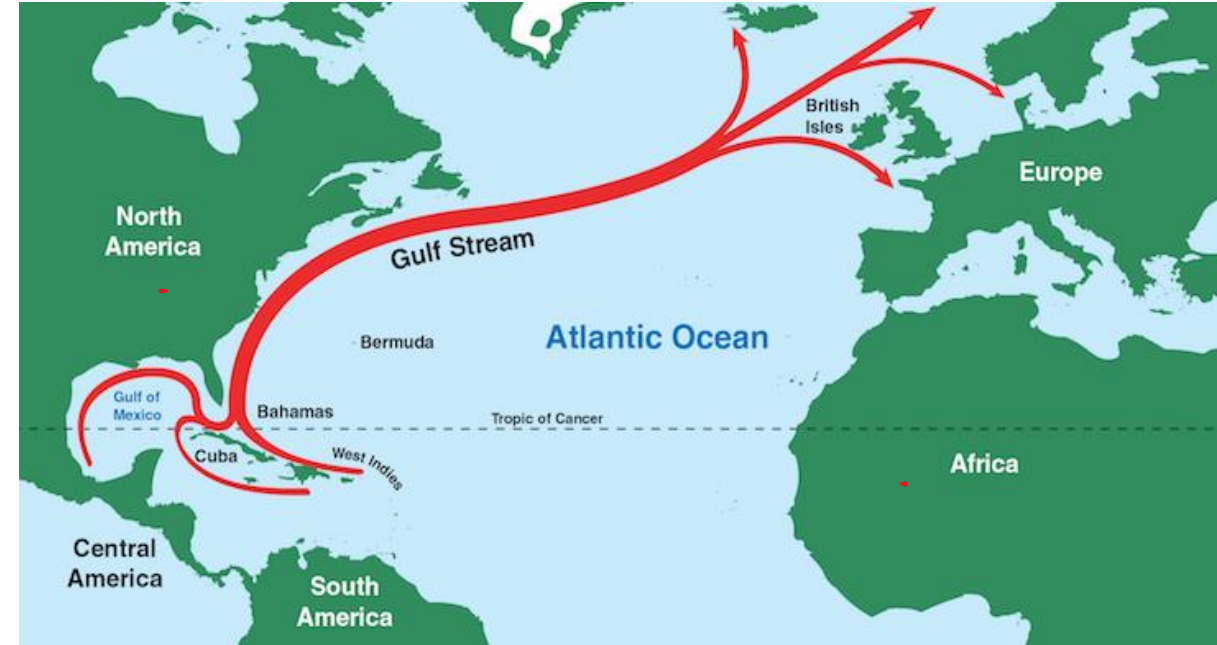 British
Isles
Europe
North
America
Gulf Stream
Atlantic Ocean
Bermuda
Gulf of
Mexico
Bahamas
Tropic of Cancer
Cuba
West Indies
Africa
Central
America
South
America